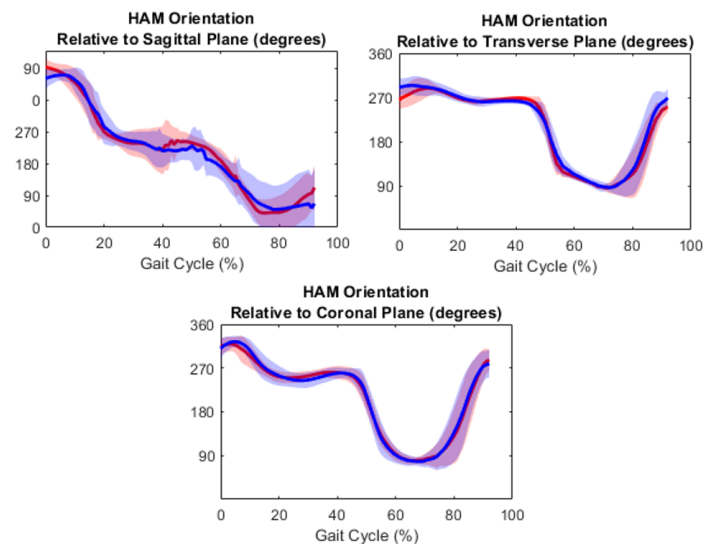 HAM Orientation
Relative to Sagittal Plane (degrees)
90
0
270
180
90
0
0 20 40 60 80 100
Gait Cycle (%)
HAM Orientation
Relative to Transverse Plane (degrees)
360
270
180
90
0 20 40 60 80 100
Gait Cycle (%)
HAM Orientation
Relative to Coronal Plane (degrees)
360
270
180
90
0 20 40 60 80 100
Gait Cycle (%)